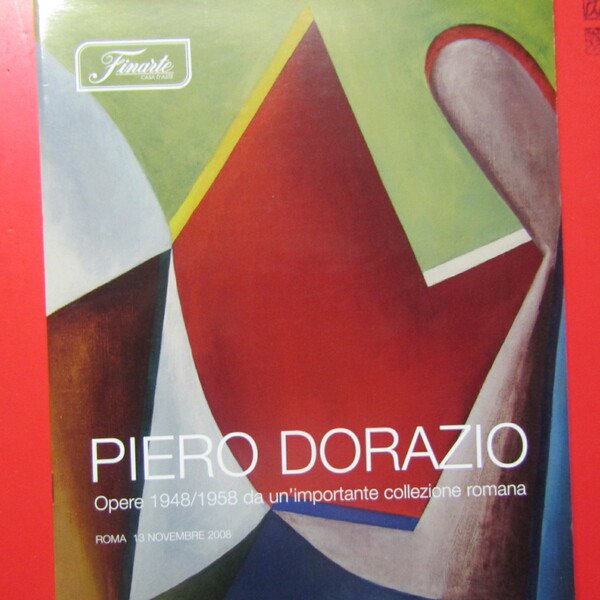 Finarte
CASA D'ASTE
PIERO DORAZIO
Opere 1948/1958 da un'importante collezione romana
ROMA 13 NOVEMBRE 2008